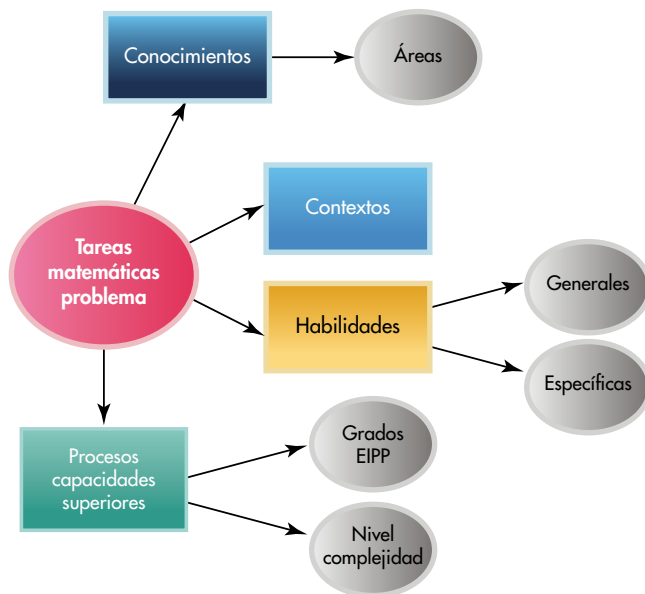 Conocimientos
Áreas
Contextos
Tareas
matemáticas
problema
Generales
Habilidades
Específicas
Procesos
capacidades
superiores
Grados
EIPP
Nivel
complejidad